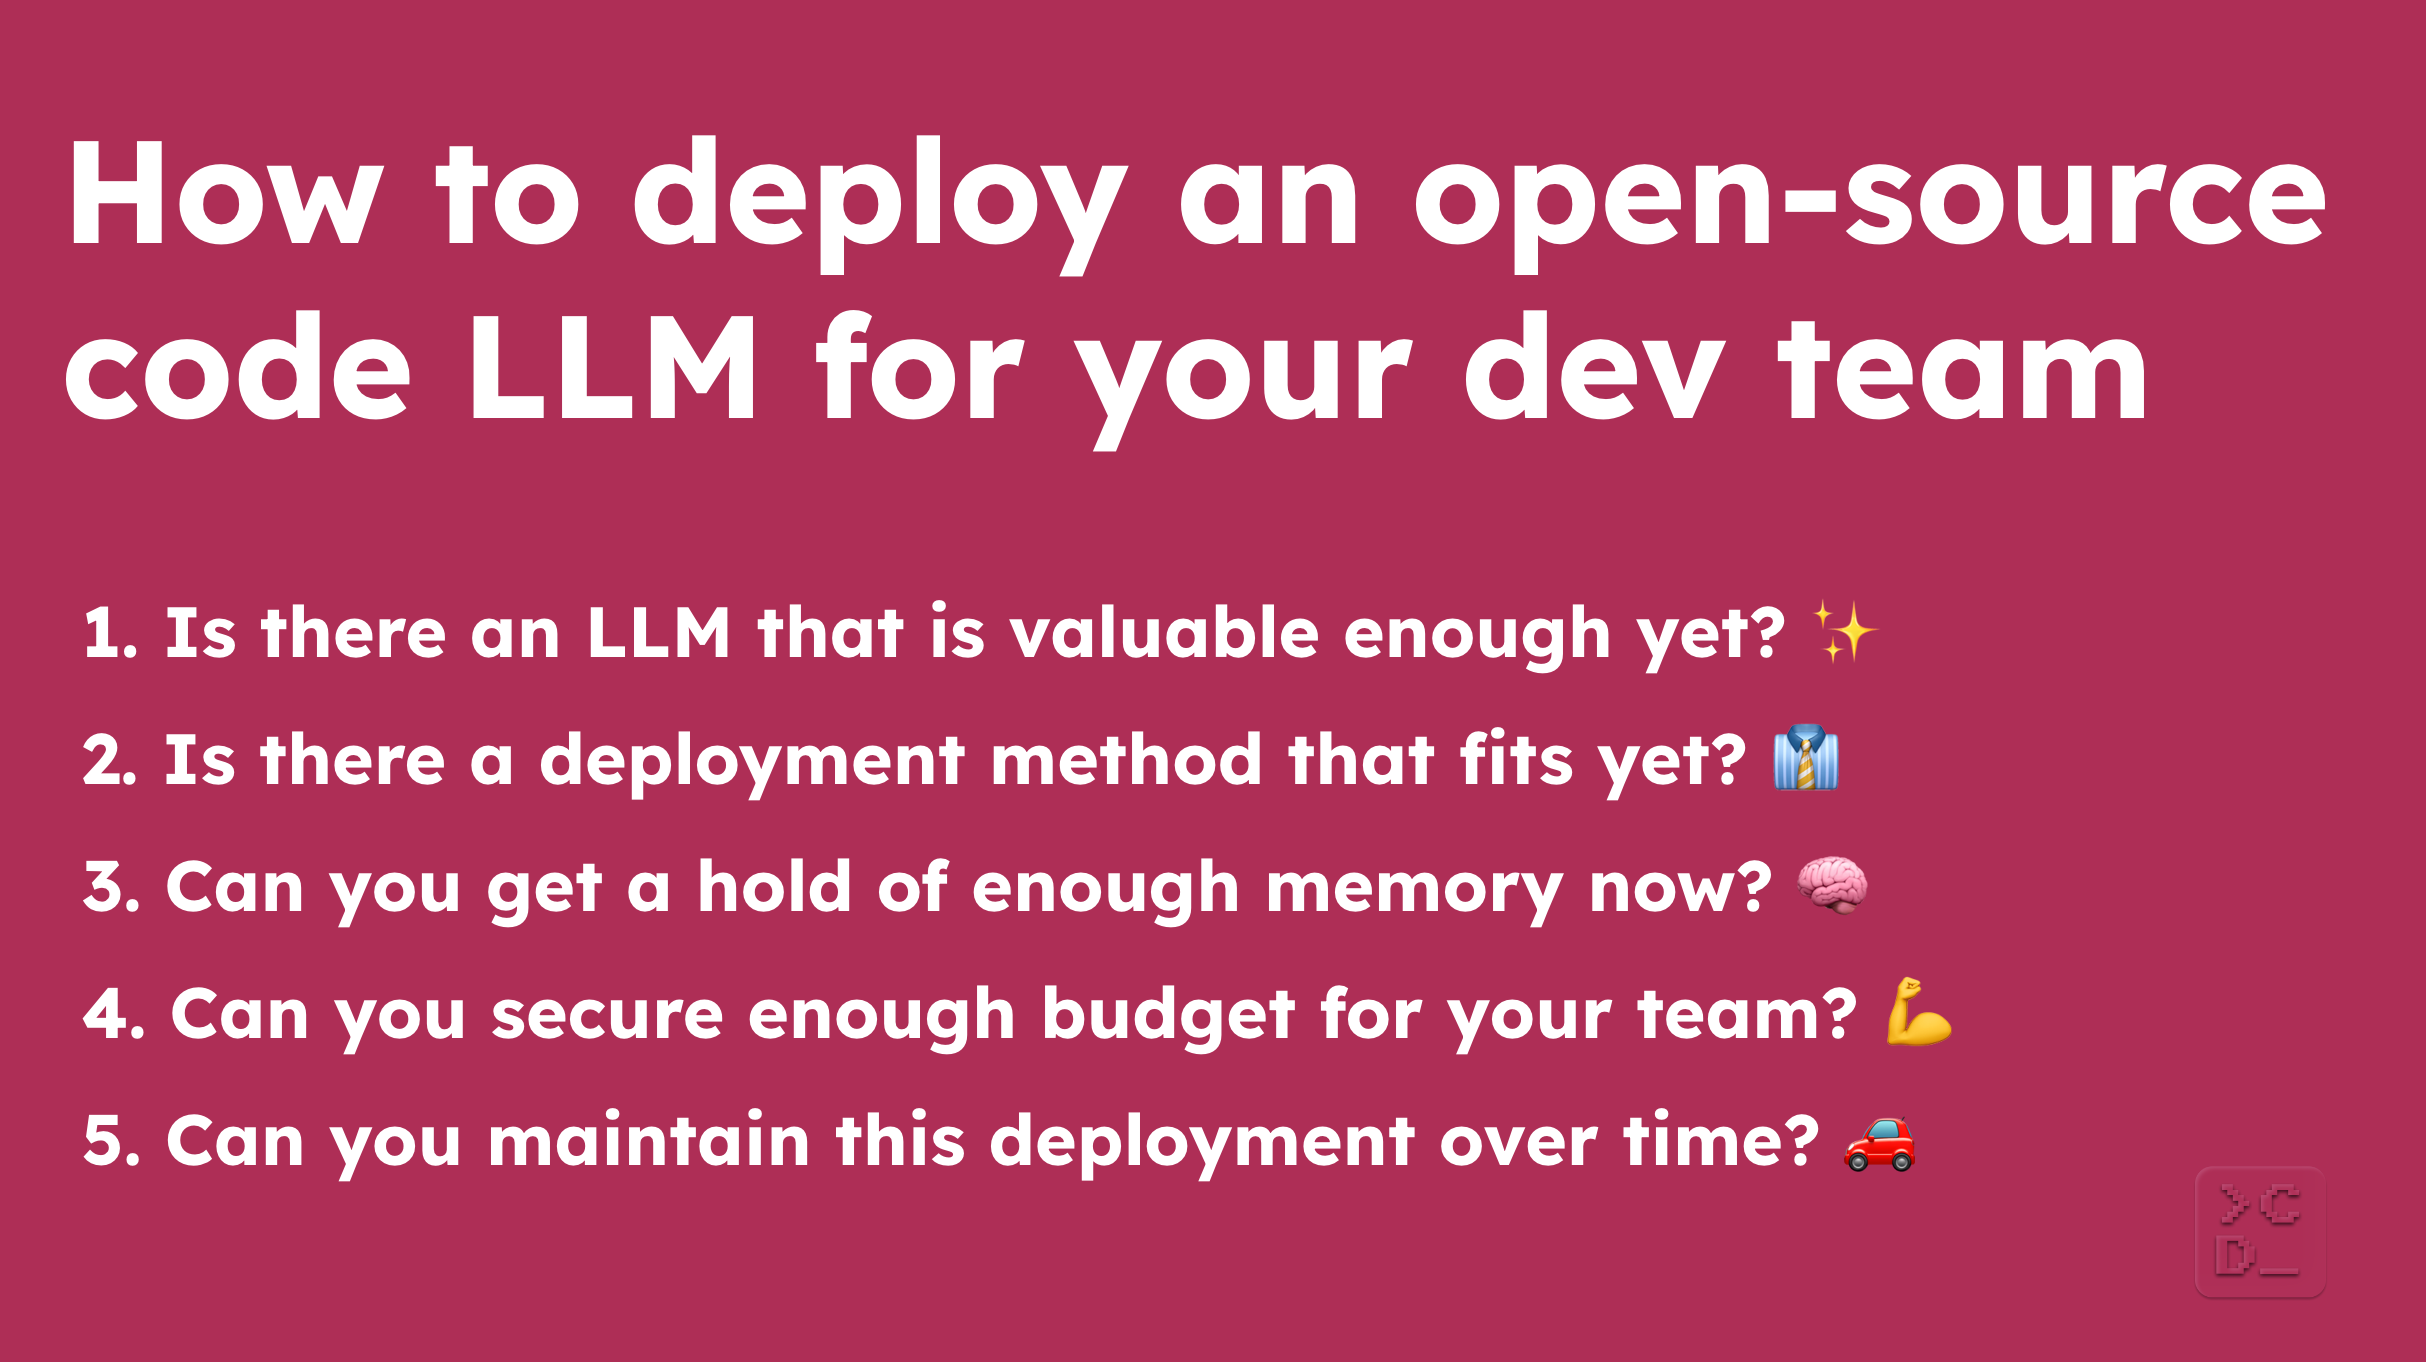 How to deploy an open-source
code LLM for your dev team
1. Is there an LLM that is valuable enough yet? ✨
2. Is there a deployment method that fits yet? 👔
3. Can you get a hold of enough memory now? 🧠
4. Can you secure enough budget for your team? 💪
5. Can you maintain this deployment over time? 🚗
>C
D_